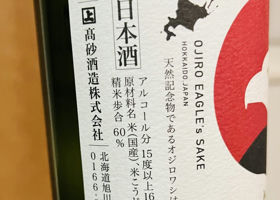 OJIRO EAGLE's SAKE
HOKKAIDO JAPAN
天然記念物であるオジロワシは
日本酒
アルコール分 15度以上16
原材料名 米(国産)、米こうじ
精米歩合 60%
上 髙砂酒造株式会社
北海道旭川
0166-